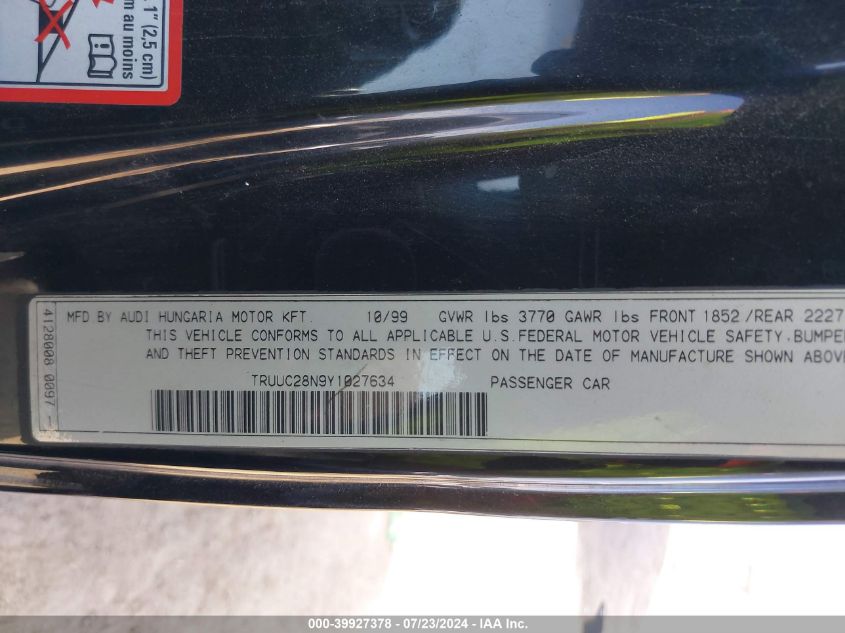 1" (2,5 cm)
m au moins
MFD BY AUDI HUNGARIA MOTOR KFT. 10/99 GVWR lbs 3770 GAWR lbs FRONT 1852/REAR 2227
THIS VEHICLE CONFORMS TO ALL APPLICABLE U.S.FEDERAL MOTOR VEHICLE SAFETY,BUMPER
AND THEFT PREVENTION STANDARDS IN EFFECT ON THE DATE OF MANUFACTURE SHOWN ABOVE
TRUUC28N9Y1027634 PASSENGER CAR
4128008 0097
000-39927378 - 07/23/2024 - IAA Inc.